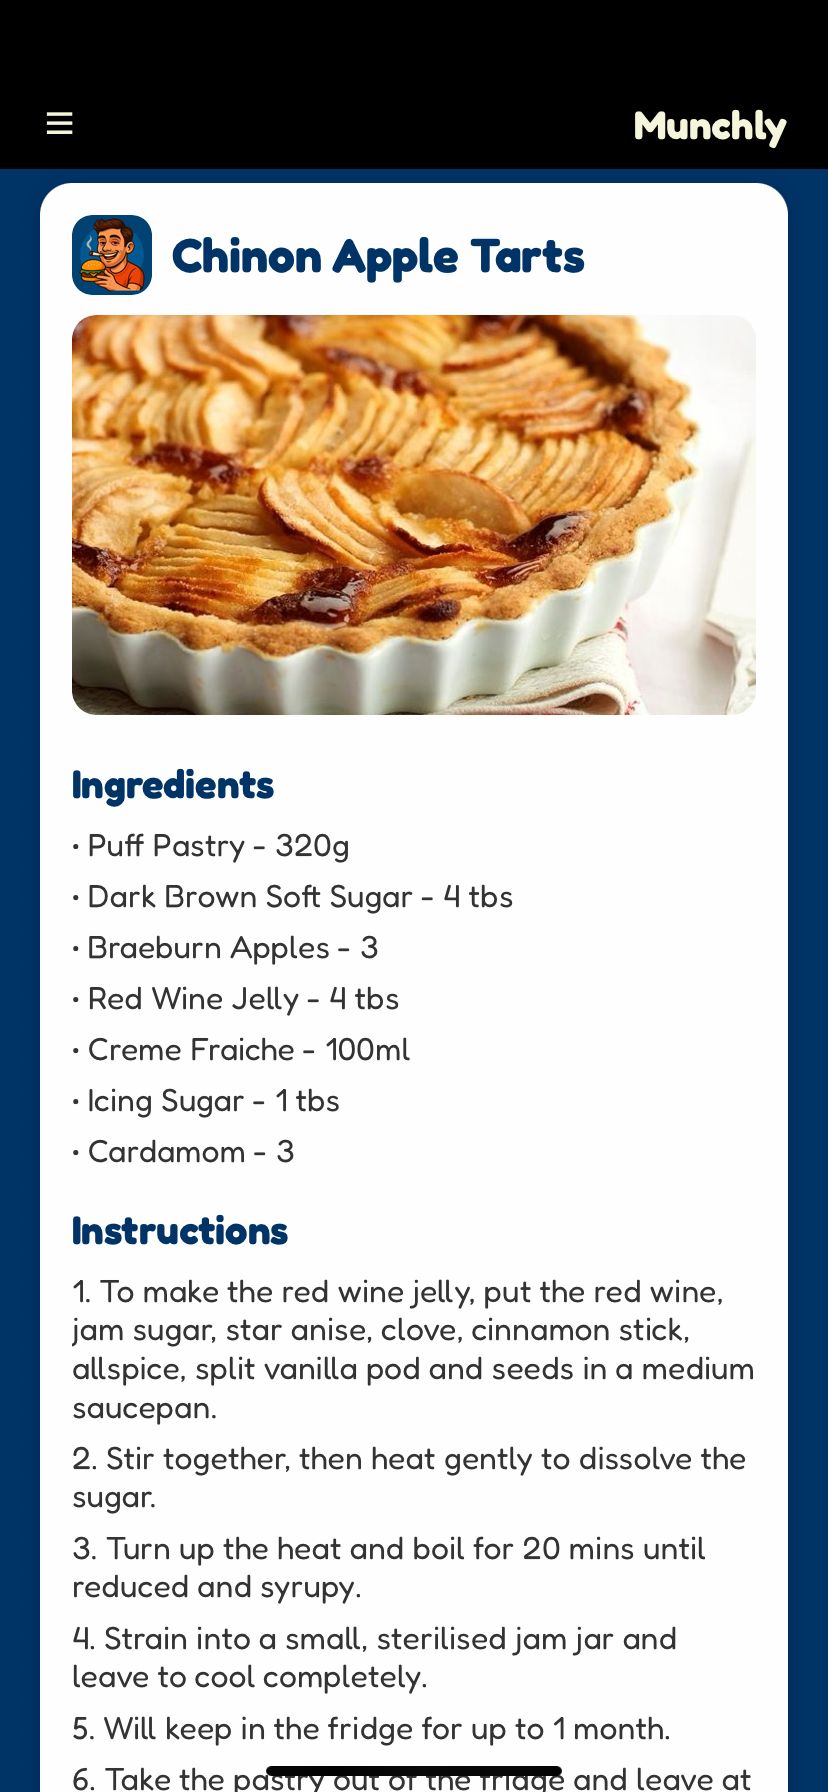 Munchly
Chinon Apple Tarts
Ingredients
• Puff Pastry - 320g
• Dark Brown Soft Sugar - 4 tbs
• Braeburn Apples - 3
• Red Wine Jelly - 4 tbs
• Creme Fraiche - 100ml
• Icing Sugar - 1 tbs
• Cardamom - 3
Instructions
1. To make the red wine jelly, put the red wine,
jam sugar, star anise, clove, cinnamon stick,
allspice, split vanilla pod and seeds in a medium
saucepan.
2. Stir together, then heat gently to dissolve the
sugar.
3. Turn up the heat and boil for 20 mins until
reduced and syrupy.
4. Strain into a small, sterilised jam jar and
leave to cool completely.
5. Will keep in the fridge for up to 1 month.
6. Take the pastry out of the fridge and leave at